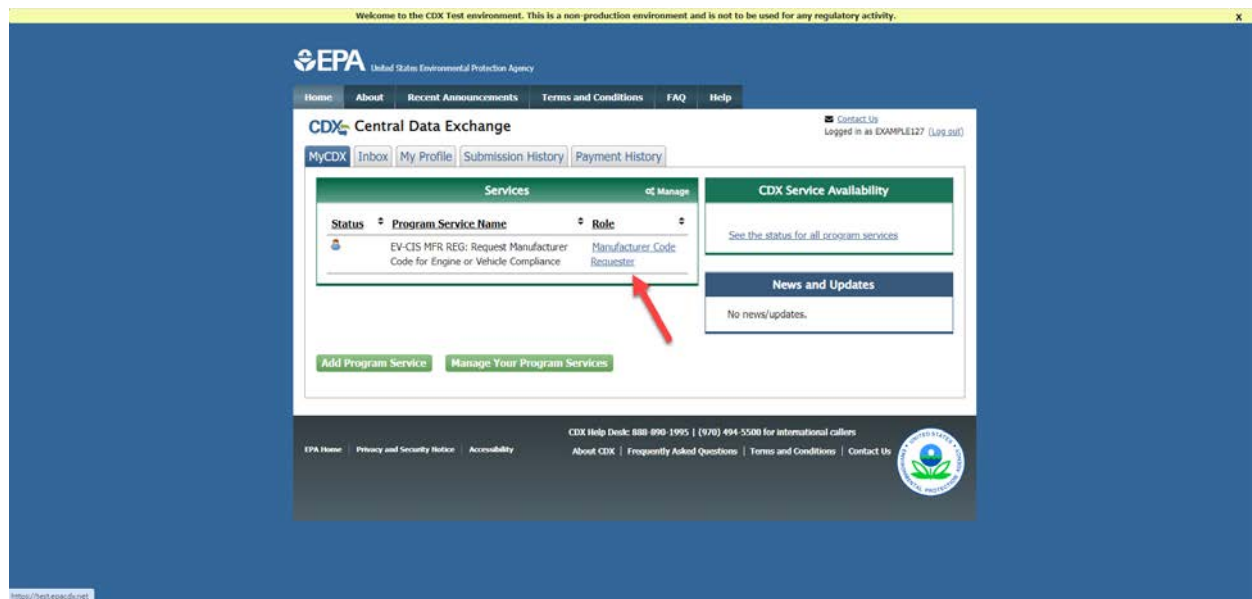 Welcome to the CDX Test environment. This is a non-production environment and is not to be used for any regulatory activity.
X
EPA United States Environmental Protection Agency
Home About Recent Announcements Terms and Conditions FAQ Help
CDX Central Data Exchange
Contact Us
Logged in as EXAMPLE127 (Log out)
MyCDX Inbox My Profile Submission History Payment History
Services Manage
Status Program Service Name Role
EV-CIS MFR REG: Request Manufacturer Code for Engine or Vehicle Compliance
Manufacturer Code Requester
CDX Service Availability
See the status for all program services
News and Updates
No news/updates.
Add Program Service Manage Your Program Services
CDX Help Desk: 888-890-1995 | (970) 494-5500 for international callers
EPA Home | Privacy and Security Notice | Accessibility
About CDX | Frequently Asked Questions | Terms and Conditions | Contact Us
UNITED STATES ENVIRONMENTAL PROTECTION
https://test.epacdx.net